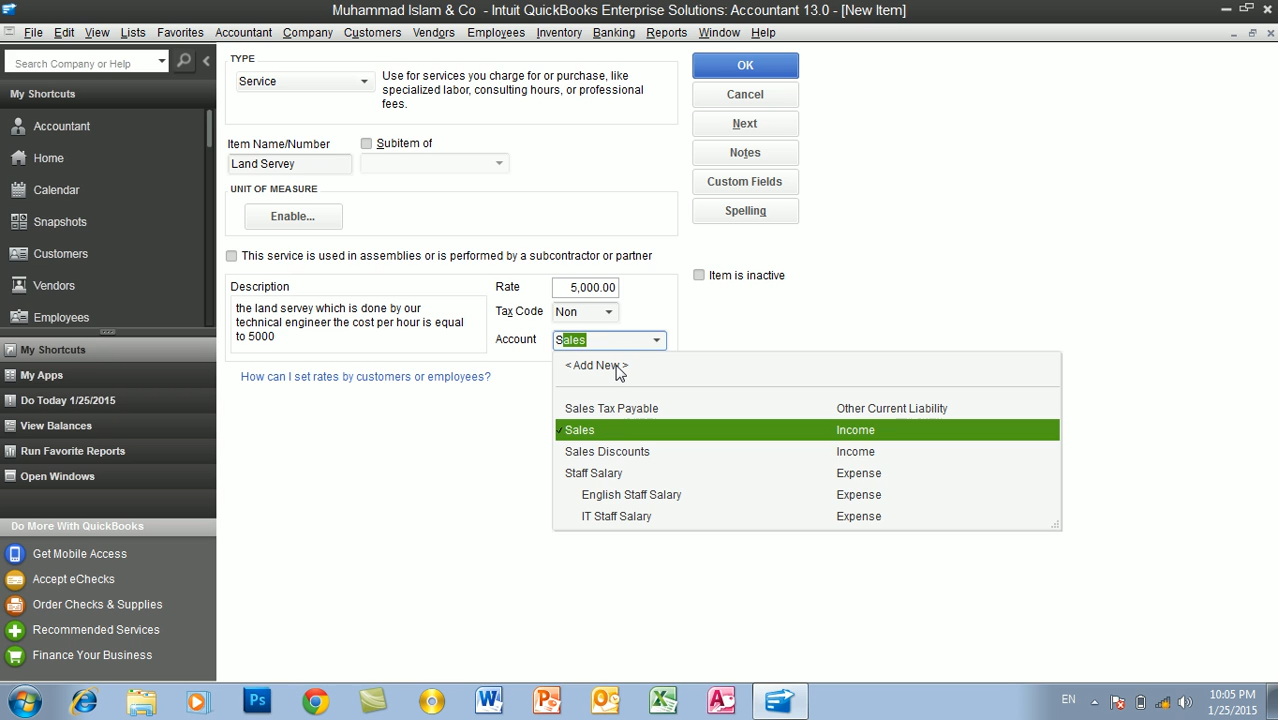 Muhammad Islam & Co - Intuit QuickBooks Enterprise Solutions: Accountant 13.0 - [New Item]
File Edit View Lists Favorites Accountant Company Customers Vendors Employees Inventory Banking Reports Window Help
Search Company or Help
My Shortcuts
Accountant
Home
Calendar
Snapshots
Customers
Vendors
Employees
My Shortcuts
My Apps
Do Today 1/25/2015
View Balances
Run Favorite Reports
Open Windows
Do More With QuickBooks
Get Mobile Access
Accept eChecks
Order Checks & Supplies
Recommended Services
Finance Your Business
TYPE
Service
Use for services you charge for or purchase, like
specialized labor, consulting hours, or professional
fees.
Item Name/Number
Subitem of
Land Servey
UNIT OF MEASURE
Enable...
This service is used in assemblies or is performed by a subcontractor or partner
Description
the land servey which is done by our
technical engineer the cost per hour is equal
to 5000
Rate 5,000.00
Tax Code Non
Account Sales
How can I set rates by customers or employees?
< Add New >
Sales Tax Payable Other Current Liability
✓ Sales Income
Sales Discounts Income
Staff Salary Expense
English Staff Salary Expense
IT Staff Salary Expense
OK
Cancel
Next
Notes
Custom Fields
Spelling
Item is inactive
Ps
EN
10:05 PM
1/25/2015